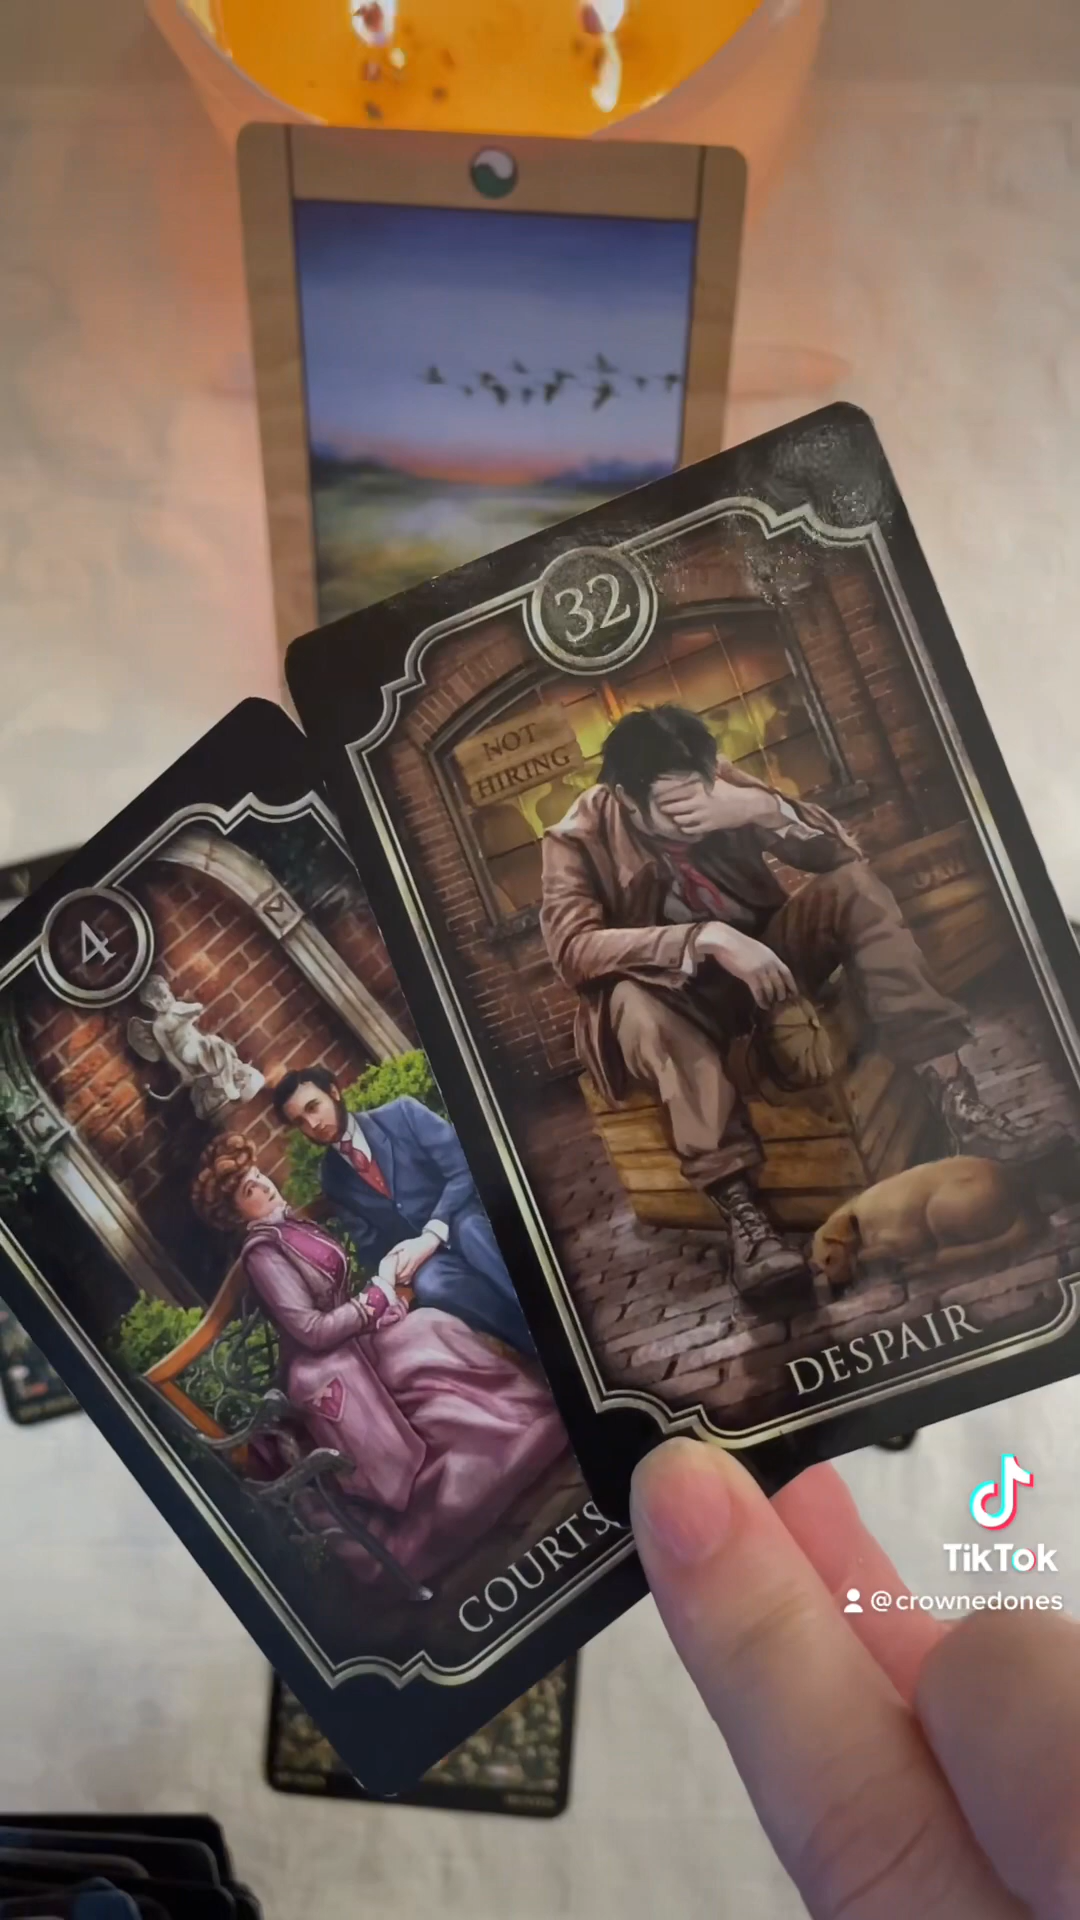 32
NOT
HIRING
DESPAIR
4
COURTS
TikTok
@crownedones